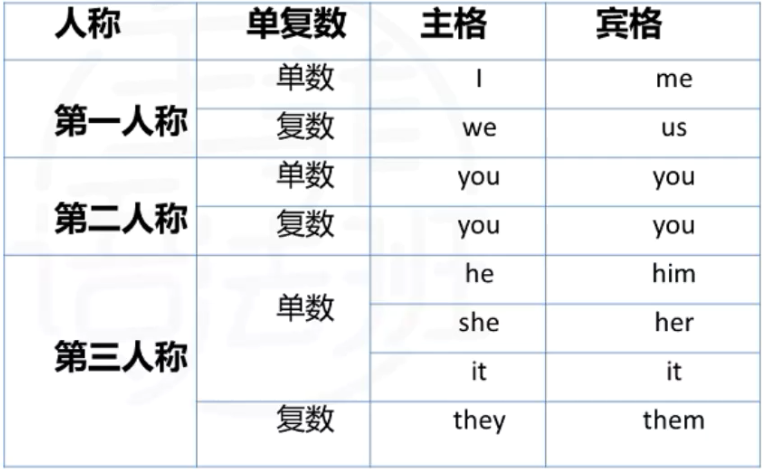 人称 单复数 主格 宾格
第一人称 单数 I me
复数 we us
第二人称 单数 you you
复数 you you
第三人称 单数 he him
she her
it it
复数 they them